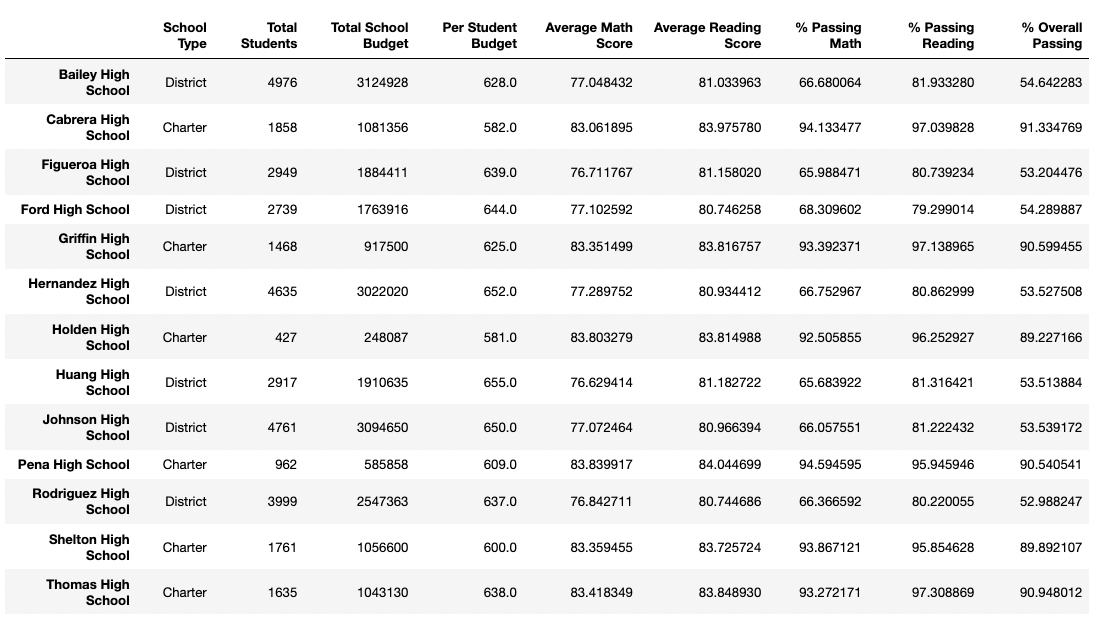 School Type Total Students Total School Budget Per Student Budget Average Math Score Average Reading Score % Passing Math % Passing Reading % Overall Passing
Bailey High School District 4976 3124928 628.0 77.048432 81.033963 66.680064 81.933280 54.642283
Cabrera High School Charter 1858 1081356 582.0 83.061895 83.975780 94.133477 97.039828 91.334769
Figueroa High School District 2949 1884411 639.0 76.711767 81.158020 65.988471 80.739234 53.204476
Ford High School District 2739 1763916 644.0 77.102592 80.746258 68.309602 79.299014 54.289887
Griffin High School Charter 1468 917500 625.0 83.351499 83.816757 93.392371 97.138965 90.599455
Hernandez High School District 4635 3022020 652.0 77.289752 80.934412 66.752967 80.862999 53.527508
Holden High School Charter 427 248087 581.0 83.803279 83.814988 92.505855 96.252927 89.227166
Huang High School District 2917 1910635 655.0 76.629414 81.182722 65.683922 81.316421 53.513884
Johnson High School District 4761 3094650 650.0 77.072464 80.966394 66.057551 81.222432 53.539172
Pena High School Charter 962 585858 609.0 83.839917 84.044699 94.594595 95.945946 90.540541
Rodriguez High School District 3999 2547363 637.0 76.842711 80.744686 66.366592 80.220055 52.988247
Shelton High School Charter 1761 1056600 600.0 83.359455 83.725724 93.867121 95.854628 89.892107
Thomas High School Charter 1635 1043130 638.0 83.418349 83.848930 93.272171 97.308869 90.948012